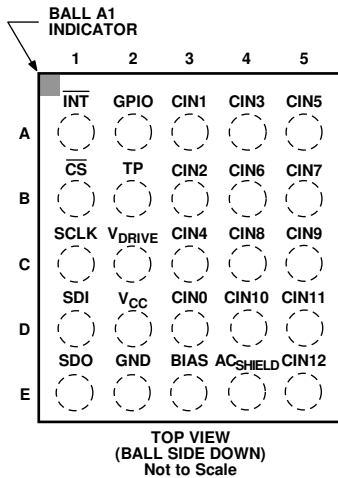 BALL A1
INDICATOR
1 2 3 4 5
INT GPIO CIN1 CIN3 CIN5
A
CS TP CIN2 CIN6 CIN7
B
SCLK VDRIVE CIN4 CIN8 CIN9
C
SDI VCC CIN0 CIN10 CIN11
D
SDO GND BIAS ACSHIELD CIN12
E
TOP VIEW
(BALL SIDE DOWN)
Not to Scale